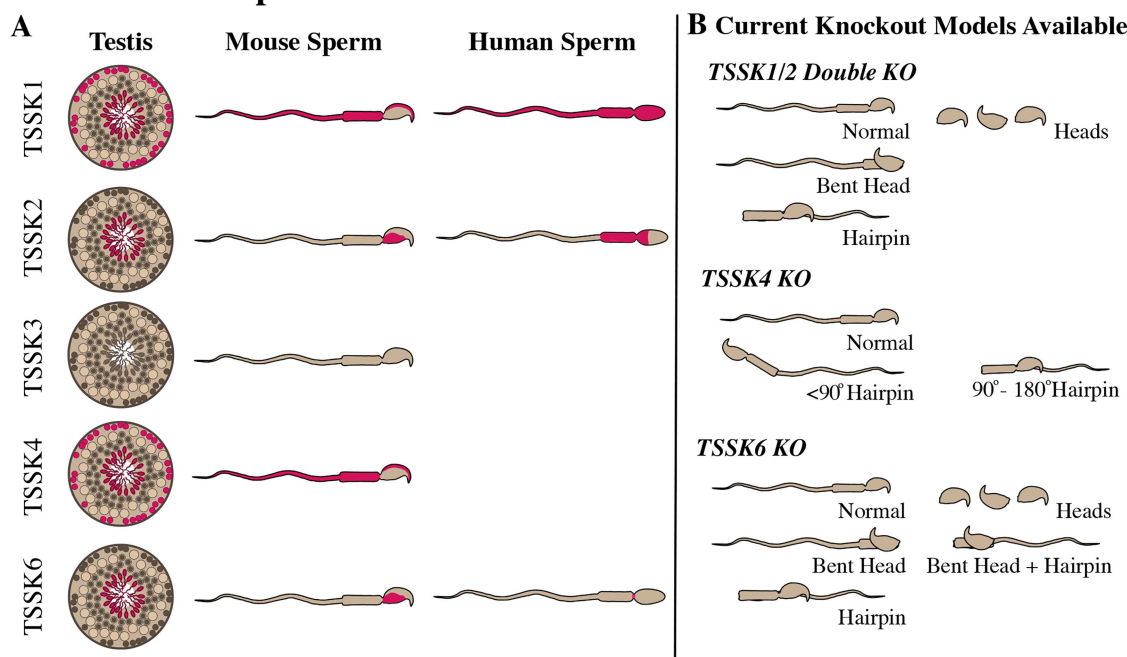 A
Testis
Mouse Sperm
Human Sperm
TSSK1
TSSK2
TSSK3
TSSK4
TSSK6
B Current Knockout Models Available
TSSK1/2 Double KO
Normal
Heads
Bent Head
Hairpin
TSSK4 KO
Normal
<90° Hairpin
90°- 180°Hairpin
TSSK6 KO
Normal
Heads
Bent Head
Bent Head + Hairpin
Hairpin